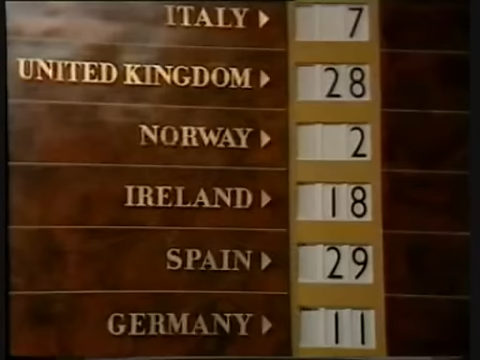 ITALY 7
UNITED KINGDOM 28
NORWAY 2
IRELAND 18
SPAIN 29
GERMANY 11